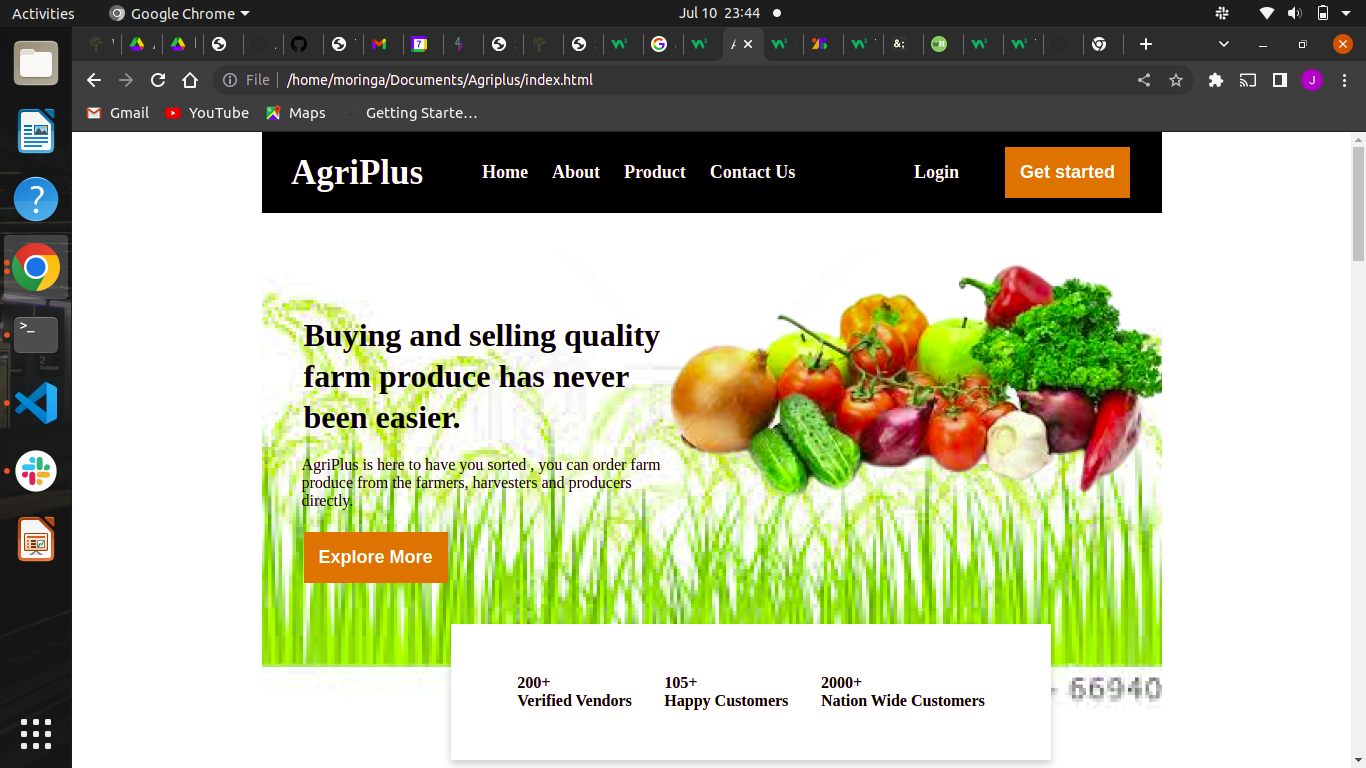 Activities
Google Chrome
Jul 10 23:44
7
&;
File
/home/moringa/Documents/Agriplus/index.html
J
Gmail
YouTube
Maps
Getting Starte…
AgriPlus
Home
About
Product
Contact Us
Login
Get started
Buying and selling quality
farm produce has never
been easier.
AgriPlus is here to have you sorted , you can order farm
produce from the farmers, harvesters and producers
directly.
Explore More
200+
Verified Vendors
105+
Happy Customers
2000+
Nation Wide Customers
- 66940